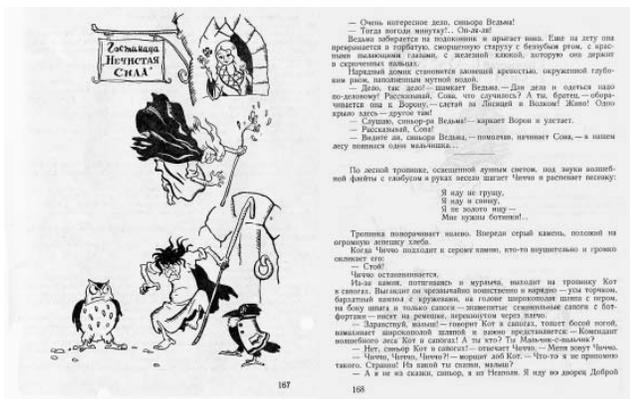 Гостиница
"НЕЧИСТАЯ
СИЛА"
167
— Очень интересное дело, синьора Ведьма!
— Тогда погоди минутку!.. Оп-ля-ля!
Ведьма забирается на подоконник и прыгает вниз. Еще на лету она
превращается в горбатую, сморщенную старуху с беззубым ртом, с крас-
ными пылающими глазами, с железной клюкой, которую она держит
в скрюченных пальцах.
Нарядный домик становится зловещей крепостью, окруженной глубо-
ким рвом, наполненным мутной водой.
— Дело, так дело! — шамкает Ведьма. — Для дела и одеться надо
по-деловому! Рассказывай, Сова, что случилось? А ты, братец, — обора-
чивается она к Ворону, — слетай за Лисицей и Волком! Живо! Одно
крыло здесь — другое там!
— Слушаю, синьор-ра Ведьма! — каркает Ворон и улетает.
— Рассказывай, Сова!
— Видите ли, синьора Ведьма, — помолчав, начинает Сова, — в нашем
лесу появился один мальчишка...
По лесной тропинке, освещенной лунным светом, под звуки волшеб-
ной флейты с глобусом в руках весело шагает Чиччо и распевает песенку:
Я иду не грущу,
Я иду и свищу,
Я не золото ищу —
Мне нужны ботинки!..
Тропинка поворачивает налево. Впереди серый камень, похожий на
огромную лепешку хлеба.
Когда Чиччо подходит к серому камню, кто-то внушительно и громко
окликает его:
— Стой!
Чиччо останавливается.
Из-за камня, потягиваясь и мурлыча, выходит на тропинку Кот
в сапогах. Выглядит он чрезвычайно воинственно и нарядно — усы торчком,
бархатный камзол с кружевами, на голове широкополая шляпа с пером,
на боку шпага и только сапоги — знаменитые семимильные сапоги с бот-
фортами — висят на ремешке, перекинутом через плечо.
— Здравствуй, малыш! — говорит Кот в сапогах, топает босой ногой,
взмахивает широкополой шляпой и важно представляется: — Комендант
волшебного леса Кот в сапогах! А ты кто? Ты Мальчик-с-пальчик?
— Нет, синьор Кот в сапогах! — отвечает Чиччо. — Меня зовут Чиччо.
— Чиччо, Чиччо, Чиччо?! — морщит лоб Кот. — Что-то я не припомню
такого. Странно! Из какой ты сказки, малыш?
— А я не из сказки, синьор, я из Неаполя. Я иду во дворец Доброй
168